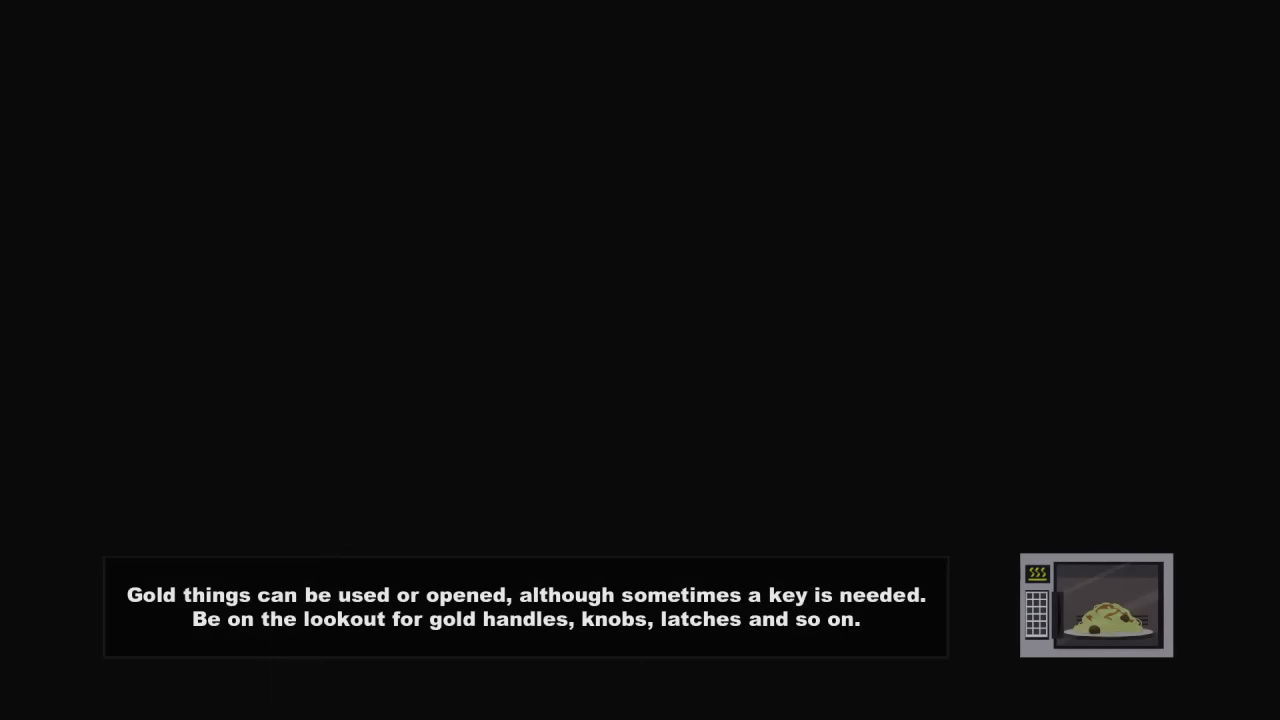 Gold things can be used or opened, although sometimes a key is needed.
Be on the lookout for gold handles, knobs, latches and so on.